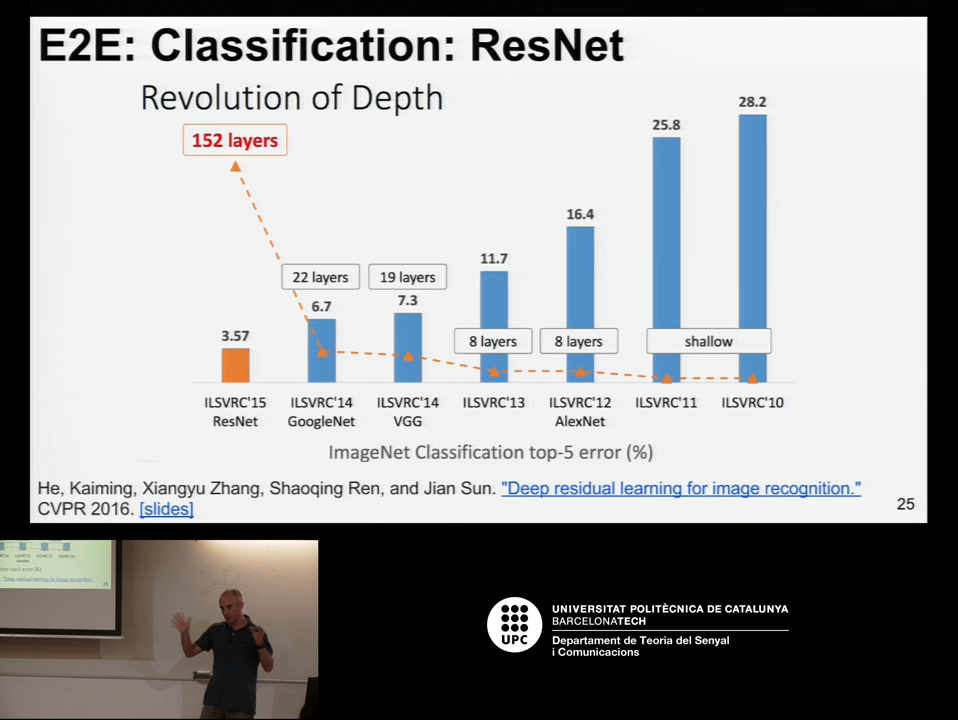 E2E: Classification: ResNet
Revolution of Depth
28.2
25.8
152 layers
16.4
11.7
22 layers
19 layers
6.7
7.3
3.57
8 layers
8 layers
shallow
ILSVRC'15 ILSVRC'14 ILSVRC'14 ILSVRC'13 ILSVRC'12 ILSVRC'11 ILSVRC'10
ResNet GoogleNet VGG AlexNet
ImageNet Classification top-5 error (%)
He, Kaiming, Xiangyu Zhang, Shaoqing Ren, and Jian Sun. "Deep residual learning for image recognition."
CVPR 2016. [slides]
25
UPC
UNIVERSITAT POLITÈCNICA DE CATALUNYA
BARCELONATECH
Departament de Teoria del Senyal
i Comunicacions